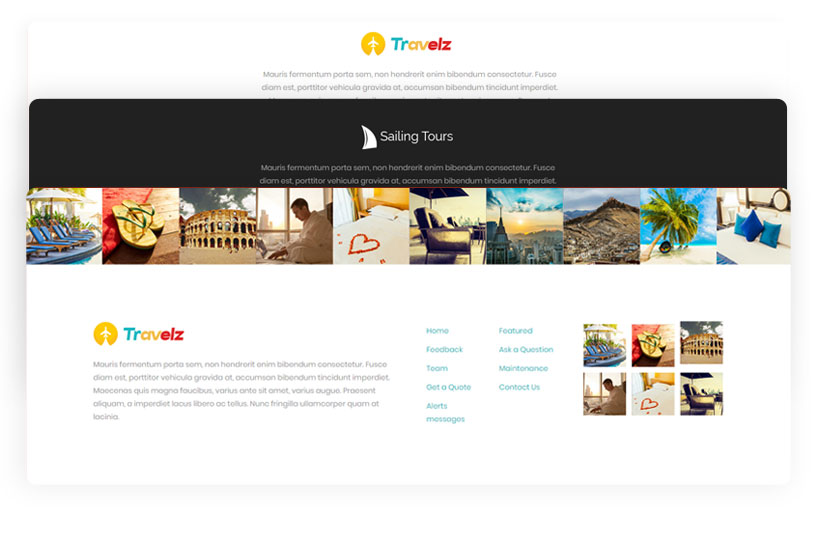 Travelz
Mauris fermentum porta sem, non hendrerit enim bibendum consectetur. Fusce
diam est, porttitor vehicula gravida at, accumsan bibendum tincidunt imperdiet.
Sailing Tours
Mauris fermentum porta sem, non hendrerit enim bibendum consectetur. Fusce
diam est, porttitor vehicula gravida at, accumsan bibendum tincidunt imperdiet.
Travelz
Mauris fermentum porta sem, non hendrerit enim bibendum consectetur. Fusce
diam est, porttitor vehicula gravida at, accumsan bibendum tincidunt imperdiet.
Maecenas quis magna faucibus, varius ante sit amet, varius augue. Praesent
aliquam, a imperdiet lacus libero ac tellus. Nunc fringilla ullamcorper quam at
lacinia.
Home
Feedback
Team
Get a Quote
Alerts
messages
Featured
Ask a Question
Maintenance
Contact Us